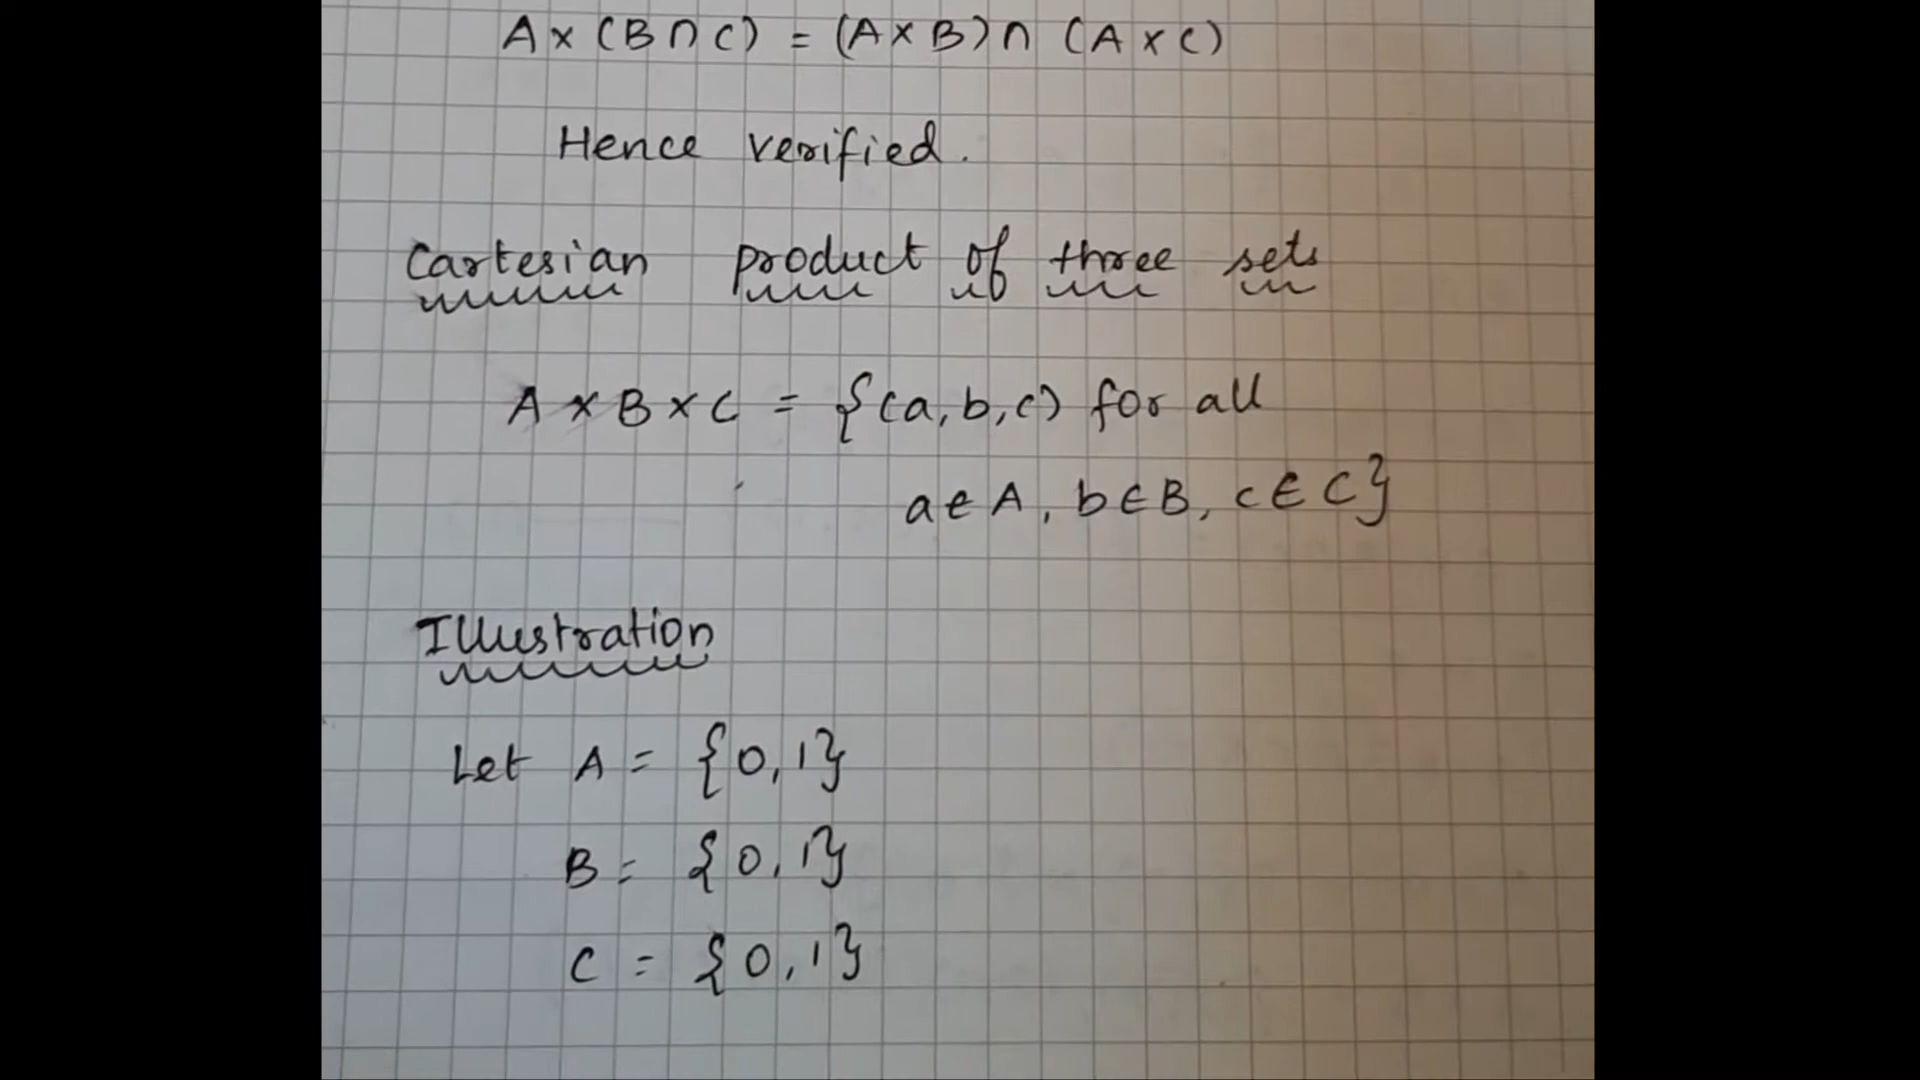 A × (B ∩ C) = (A × B) ∩ (A × C)
Hence verified.
Cartesian product of three sets
A × B × C = {(a, b, c) for all
a ∈ A, b ∈ B, c ∈ C}
Illustration
Let A = {0, 1}
B = {0, 1}
C = {0, 1}